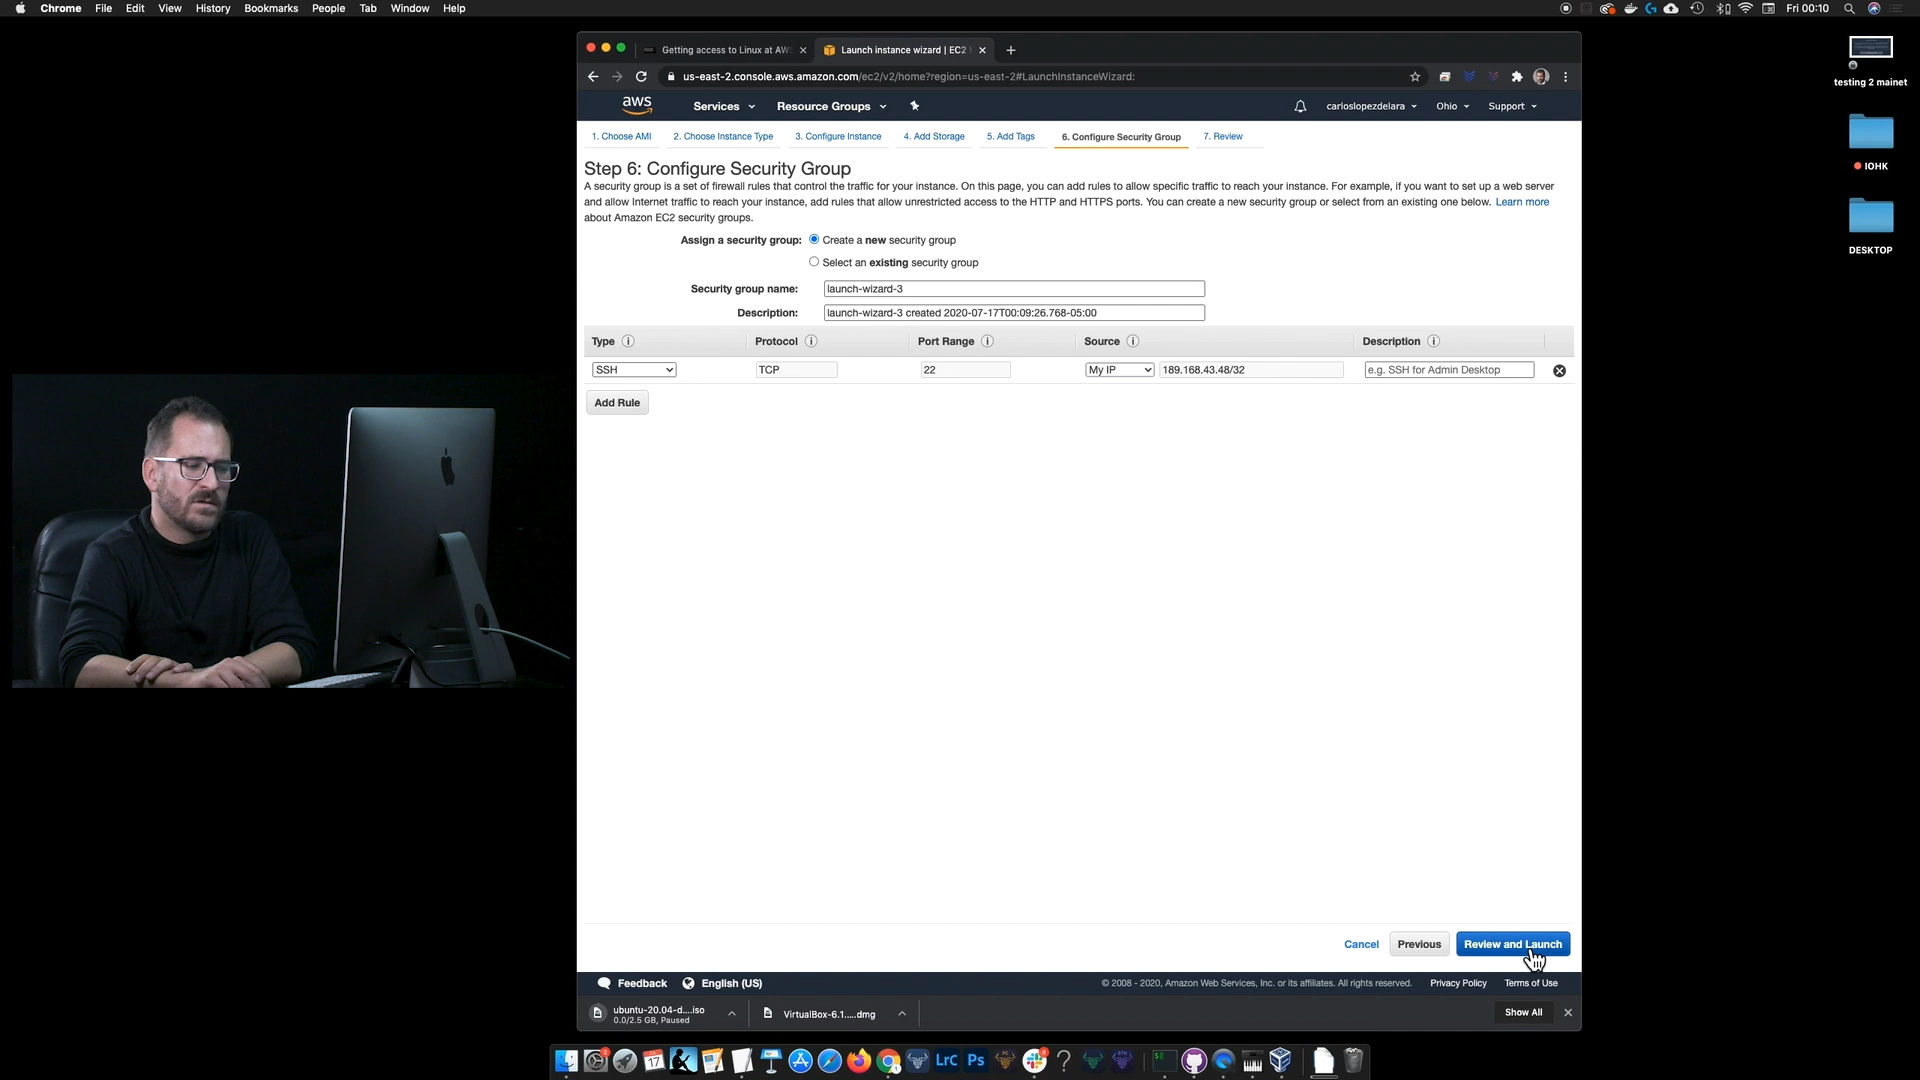 Chrome File Edit View History Bookmarks People Tab Window Help
Fri 00:10
testing 2 mainet
IOHK
DESKTOP
Getting access to Linux at AW
Launch instance wizard | EC2
us-east-2.console.aws.amazon.com/ec2/v2/home?region=us-east-2#LaunchInstanceWizard:
aws
Services
Resource Groups
carloslopezdelara
Ohio
Support
1. Choose AMI
2. Choose Instance Type
3. Configure Instance
4. Add Storage
5. Add Tags
6. Configure Security Group
7. Review
Step 6: Configure Security Group
A security group is a set of firewall rules that control the traffic for your instance. On this page, you can add rules to allow specific traffic to reach your instance. For example, if you want to set up a web server
and allow Internet traffic to reach your instance, add rules that allow unrestricted access to the HTTP and HTTPS ports. You can create a new security group or select from an existing one below. Learn more
about Amazon EC2 security groups.
Assign a security group:
Create a new security group
Select an existing security group
Security group name:
launch-wizard-3
Description:
launch-wizard-3 created 2020-07-17T00:09:26.768-05:00
Type
Protocol
Port Range
Source
Description
SSH
TCP
22
My IP
189.168.43.48/32
e.g. SSH for Admin Desktop
Add Rule
Cancel
Previous
Review and Launch
Feedback
English (US)
© 2008 - 2020, Amazon Web Services, Inc. or its affiliates. All rights reserved.
Privacy Policy
Terms of Use
ubuntu-20.04-d....iso
0.0/2.5 GB, Paused
VirtualBox-6.1.....dmg
Show All
17
LrC
Ps